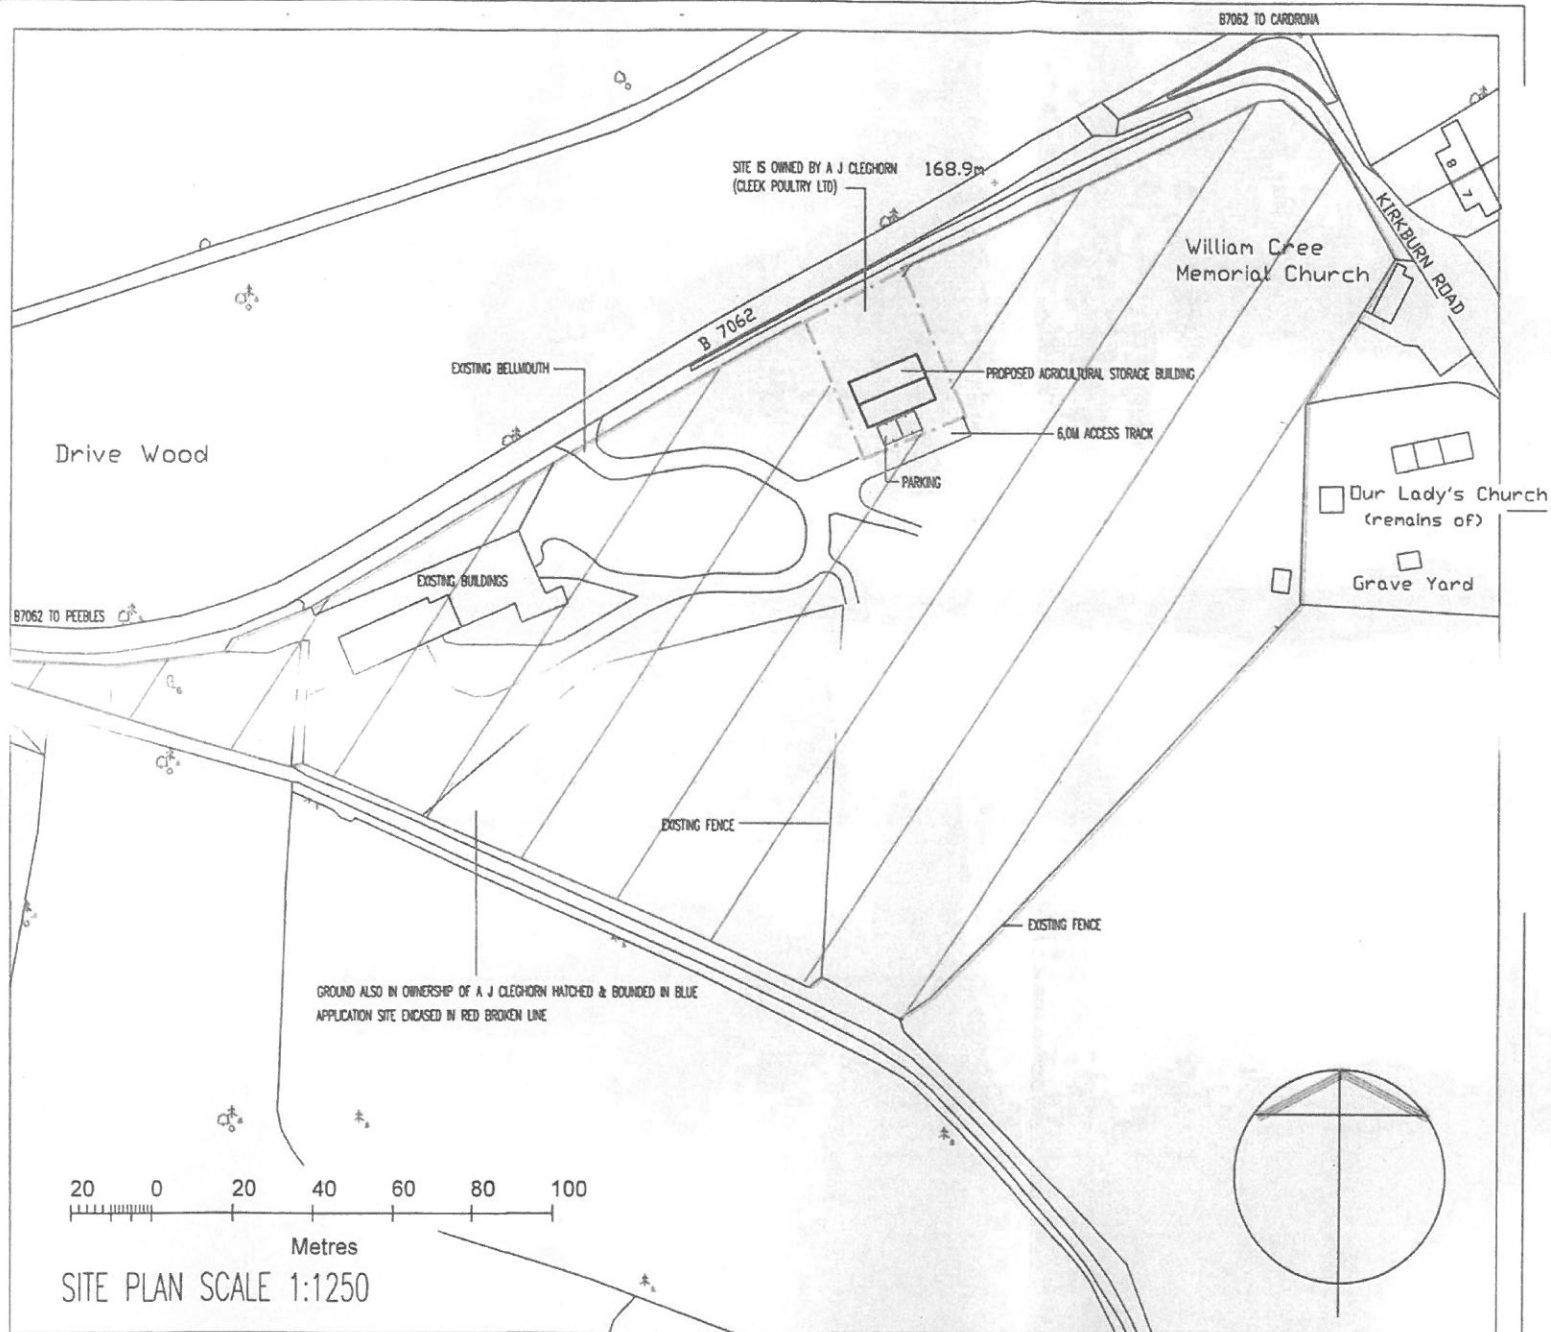 B7062 TO CARDRONA
SITE IS OWNED BY A J CLEGHORN
(CLEEK POULTRY LTD)
168.9m
8
7
KIRKBURN ROAD
William Cree
Memorial Church
B 7062
EXISTING BELLMOUTH
PROPOSED AGRICULTURAL STORAGE BUILDING
Drive Wood
6,0M ACCESS TRACK
PARKING
Our Lady's Church
(remains of)
EXISTING BUILDINGS
Grave Yard
B7062 TO PEEBLES
EXISTING FENCE
EXISTING FENCE
GROUND ALSO IN OWNERSHIP OF A J CLEGHORN HATCHED & BOUNDED IN BLUE
APPLICATION SITE ENCASED IN RED BROKEN LINE
20 0 20 40 60 80 100
Metres
SITE PLAN SCALE 1:1250